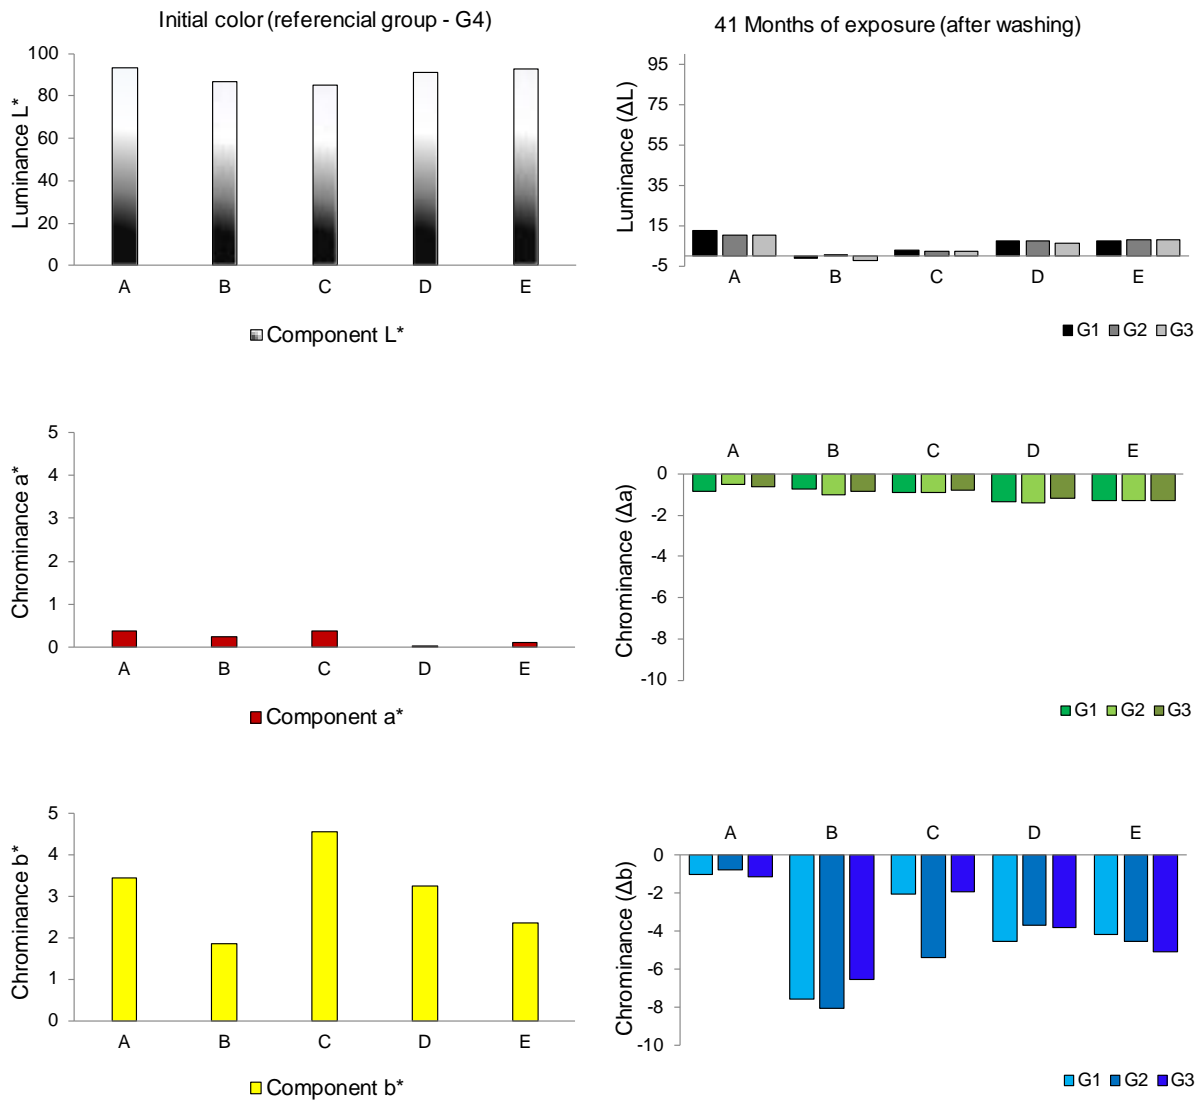 Initial color (referencial group - G4)
Luminance L*
100
80
60
40
20
0
A B C D E
Component L*
41 Months of exposure (after washing)
Luminance (ΔL)
95
75
55
35
15
-5
A B C D E
G1 G2 G3
Chrominance a*
5
4
3
2
1
0
A B C D E
Component a*
Chrominance (Δa)
A B C D E
0
-2
-4
-6
-8
-10
G1 G2 G3
Chrominance b*
5
4
3
2
1
0
A B C D E
Component b*
Chrominance (Δb)
A B C D E
0
-2
-4
-6
-8
-10
G1 G2 G3